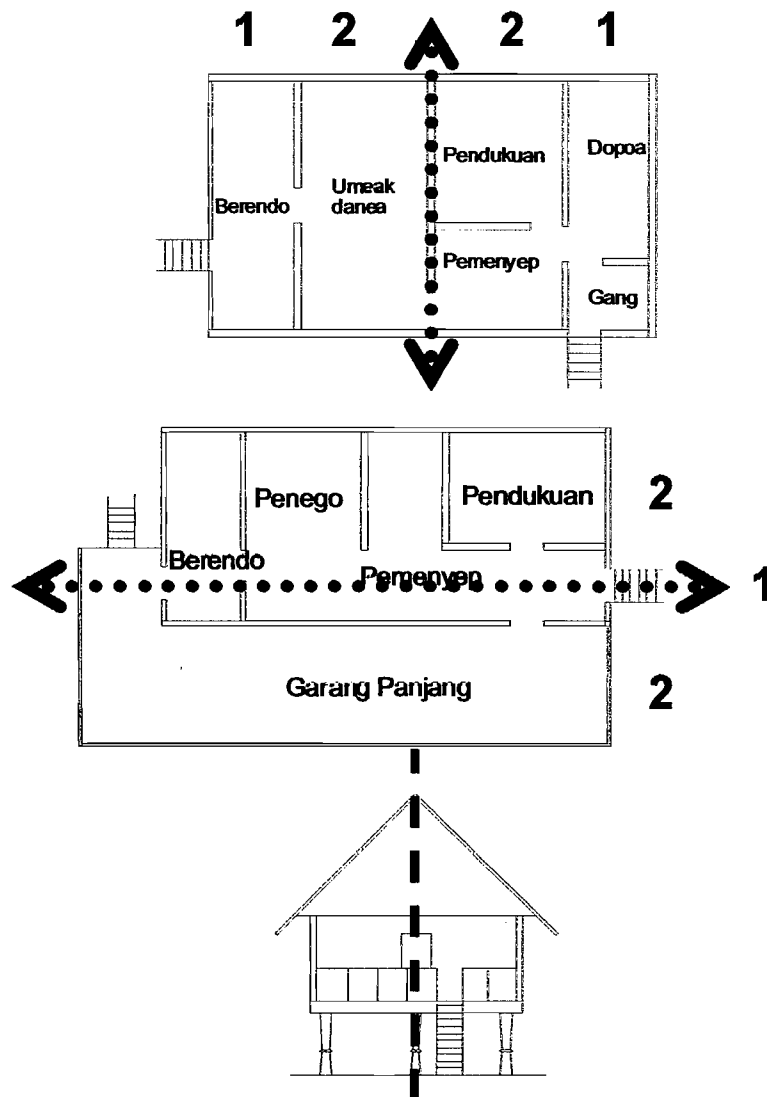 1 2 2 1
Pendukuan
Dopoa
Umeak
danea
Berendo
Pemenyep
Gang
Penego
Pendukuan
2
Berendo
Pemenyep
1
Garang Panjang
2